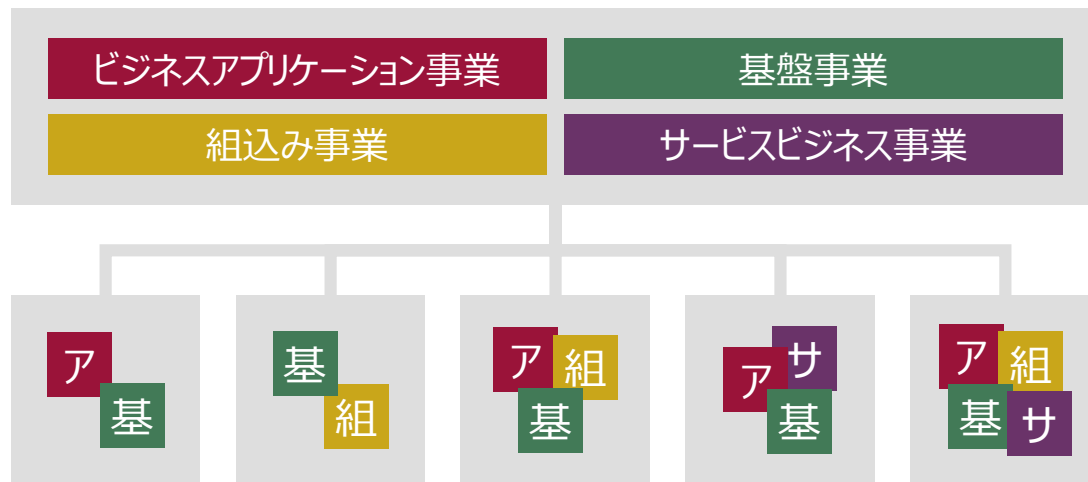 ビジネスアプリケーション事業
基盤事業
組込み事業
サービスビジネス事業
ア
基
基
組
ア
組
基
サ
ア
基
ア
組
基
サ